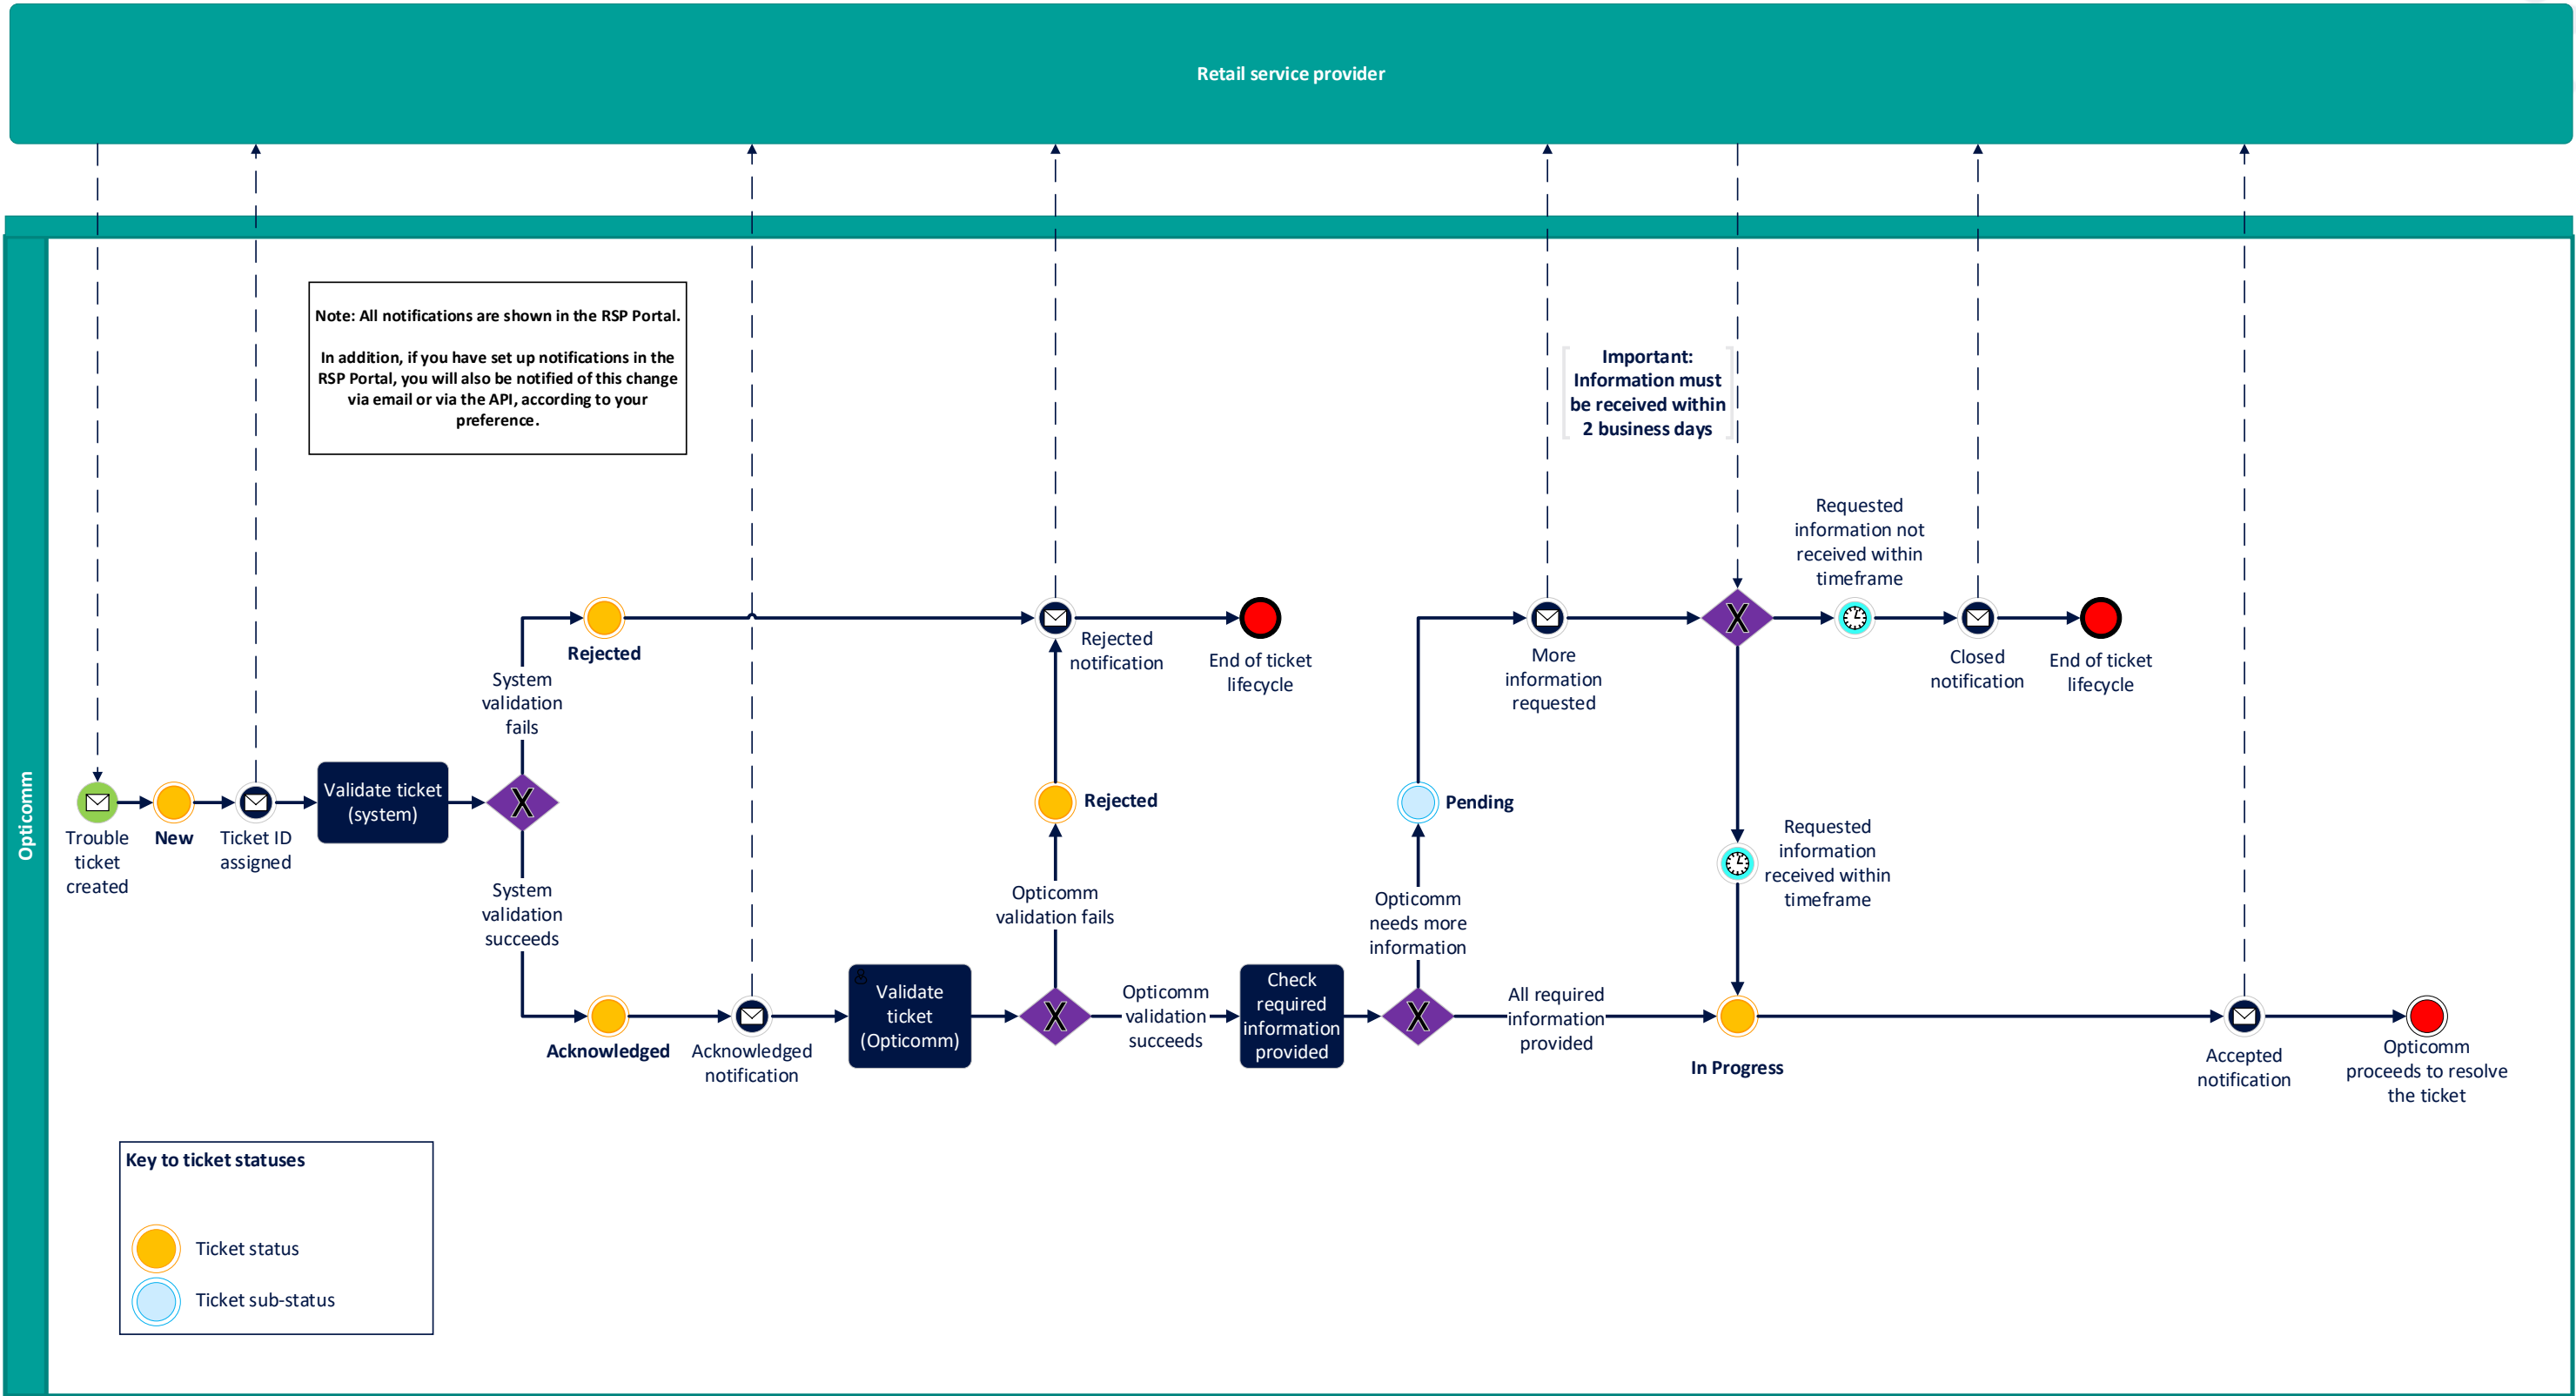 Retail service provider
Opticomm
Note: All notifications are shown in the RSP Portal.
In addition, if you have set up notifications in the
RSP Portal, you will also be notified of this change
via email or via the API, according to your
preference.
Important:
Information must
be received within
2 business days
Requested
information not
received within
timeframe
Rejected
Rejected
notification
End of ticket
lifecycle
More
information
requested
Closed
notification
End of ticket
lifecycle
System
validation
fails
X
X
Trouble
ticket
created
New
Ticket ID
assigned
Validate ticket
(system)
Rejected
Pending
Requested
information
received within
timeframe
System
validation
succeeds
Opticomm
validation fails
Opticomm
needs more
information
Acknowledged
Acknowledged
notification
Validate
ticket
(Opticomm)
X
Opticomm
validation
succeeds
Check
required
information
provided
X
All required
information
provided
In Progress
Accepted
notification
Opticomm
proceeds to resolve
the ticket
Key to ticket statuses
Ticket status
Ticket sub-status